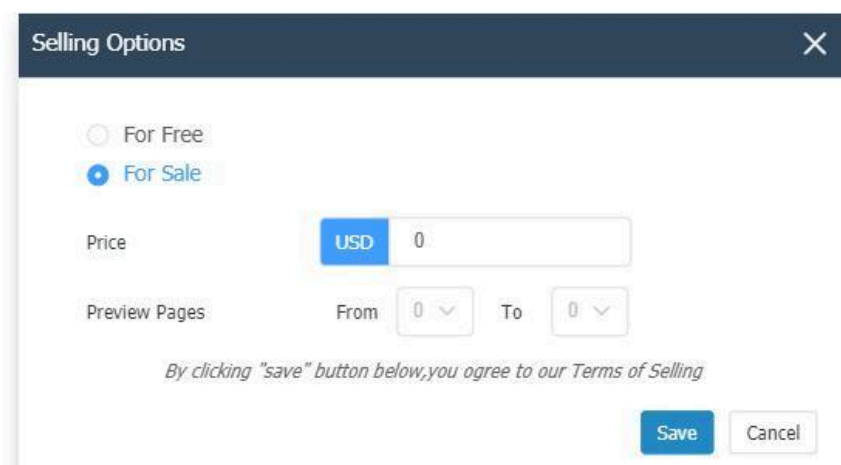 Selling Options
For Free
For Sale
Price USD 0
Preview Pages From 0 To 0
By clicking "save" button below,you ogree to our Terms of Selling
Save Cancel